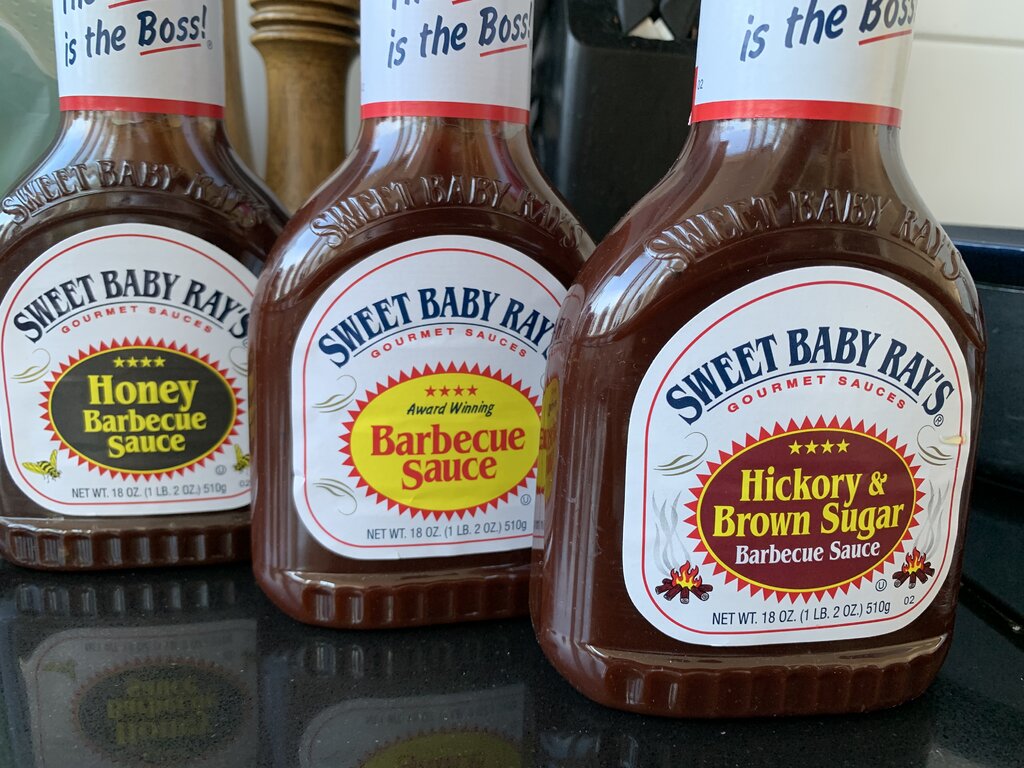 is the Boss!
SWEET BABY RAY'S
SWEET BABY RAY'S
GOURMET SAUCES
Honey
Barbecue
Sauce
NET WT. 18 OZ. (1 LB. 2 OZ.) 510g
is the Boss!
SWEET BABY RAY'S
SWEET BABY RAY'S
GOURMET SAUCES
Award Winning
Barbecue
Sauce
NET WT. 18 OZ. (1 LB. 2 OZ.) 510g
is the Boss!
02
SWEET BABY RAY'S
SWEET BABY RAY'S®
GOURMET SAUCES
Hickory &
Brown Sugar
Barbecue Sauce
U
NET WT. 18 OZ. (1 LB. 2 OZ.) 510g
02